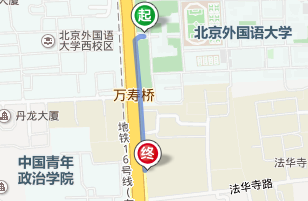 起
北京外国语
大学西校区
北京外国语大学
万寿桥
丹龙大厦
地铁16号线(在
终
中国青年
政治学院
法华寺
法华寺路